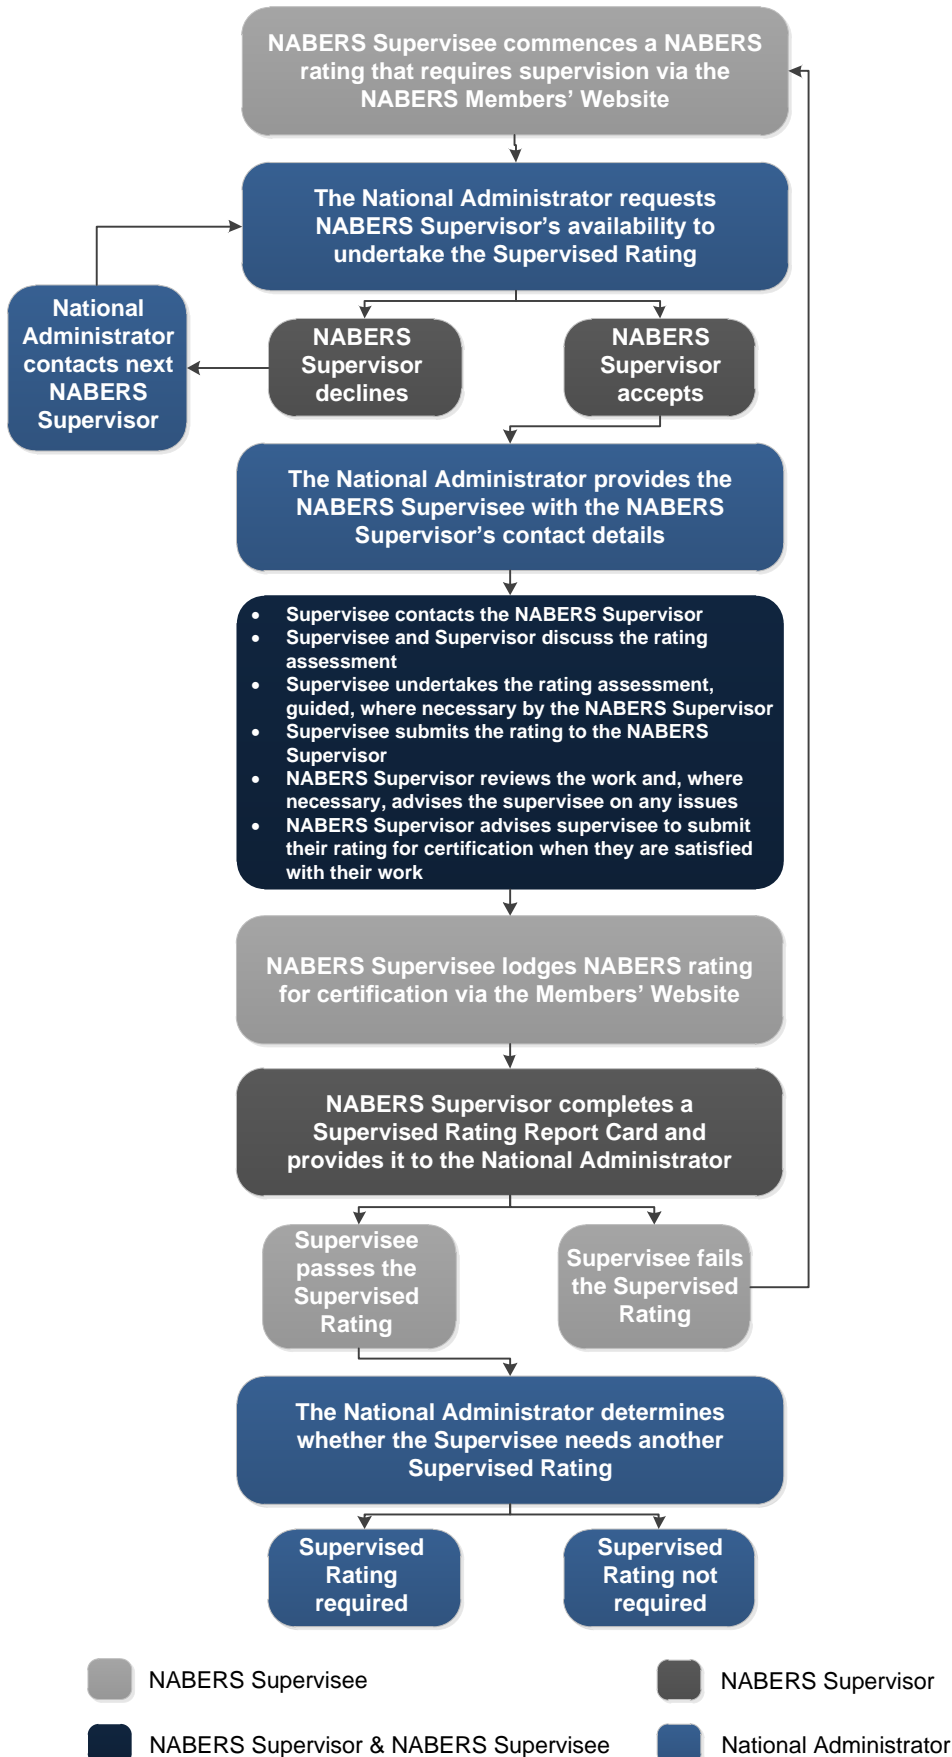 NABERS Supervisee commences a NABERS
rating that requires supervision via the
NABERS Members’ Website
The National Administrator requests
NABERS Supervisor’s availability to
undertake the Supervised Rating
National
Administrator
contacts next
NABERS
Supervisor
NABERS
Supervisor
declines
NABERS
Supervisor
accepts
The National Administrator provides the
NABERS Supervisee with the NABERS
Supervisor’s contact details
• Supervisee contacts the NABERS Supervisor
• Supervisee and Supervisor discuss the rating
assessment
• Supervisee undertakes the rating assessment,
guided, where necessary by the NABERS Supervisor
• Supervisee submits the rating to the NABERS
Supervisor
• NABERS Supervisor reviews the work and, where
necessary, advises the supervisee on any issues
• NABERS Supervisor advises supervisee to submit
their rating for certification when they are satisfied
with their work
NABERS Supervisee lodges NABERS rating
for certification via the Members’ Website
NABERS Supervisor completes a
Supervised Rating Report Card and
provides it to the National Administrator
Supervisee
passes the
Supervised
Rating
Supervisee fails
the Supervised
Rating
The National Administrator determines
whether the Supervisee needs another
Supervised Rating
Supervised
Rating
required
Supervised
Rating not
required
NABERS Supervisee
NABERS Supervisor
NABERS Supervisor & NABERS Supervisee
National Administrator